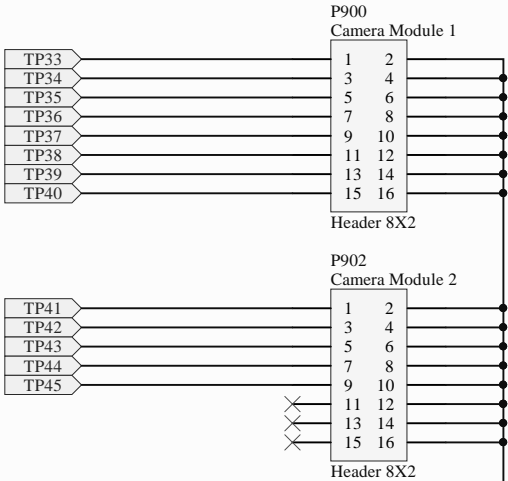 P900
Camera Module 1
TP33 1 2
TP34 3 4
TP35 5 6
TP36 7 8
TP37 9 10
TP38 11 12
TP39 13 14
TP40 15 16
Header 8X2
P902
Camera Module 2
TP41 1 2
TP42 3 4
TP43 5 6
TP44 7 8
TP45 9 10
11 12
13 14
15 16
Header 8X2